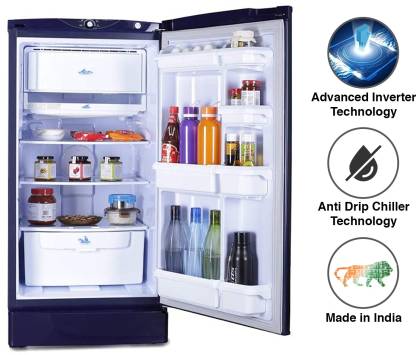 Advanced Inverter
Technology
Anti Drip Chiller
Technology
Made in India